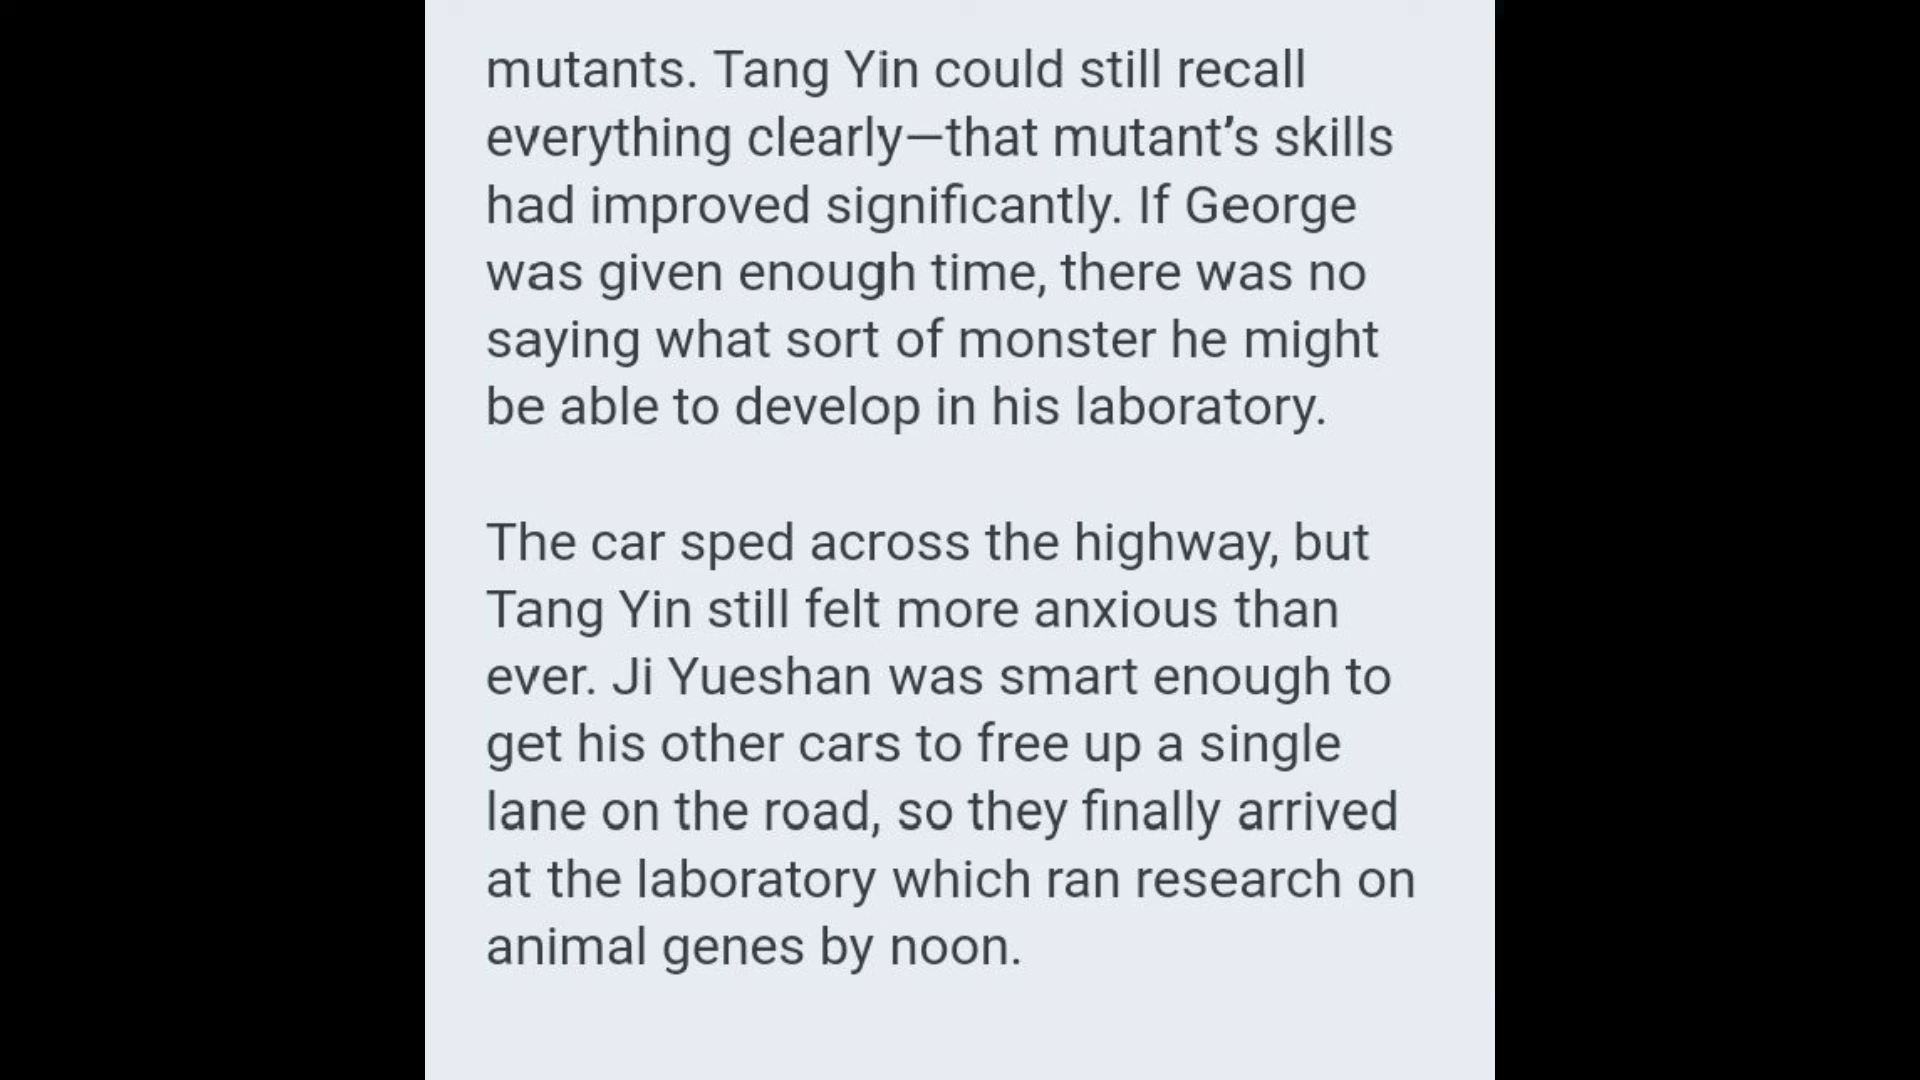 mutants. Tang Yin could still recall
everything clearly—that mutant’s skills
had improved significantly. If George
was given enough time, there was no
saying what sort of monster he might
be able to develop in his laboratory.
The car sped across the highway, but
Tang Yin still felt more anxious than
ever. Ji Yueshan was smart enough to
get his other cars to free up a single
lane on the road, so they finally arrived
at the laboratory which ran research on
animal genes by noon.